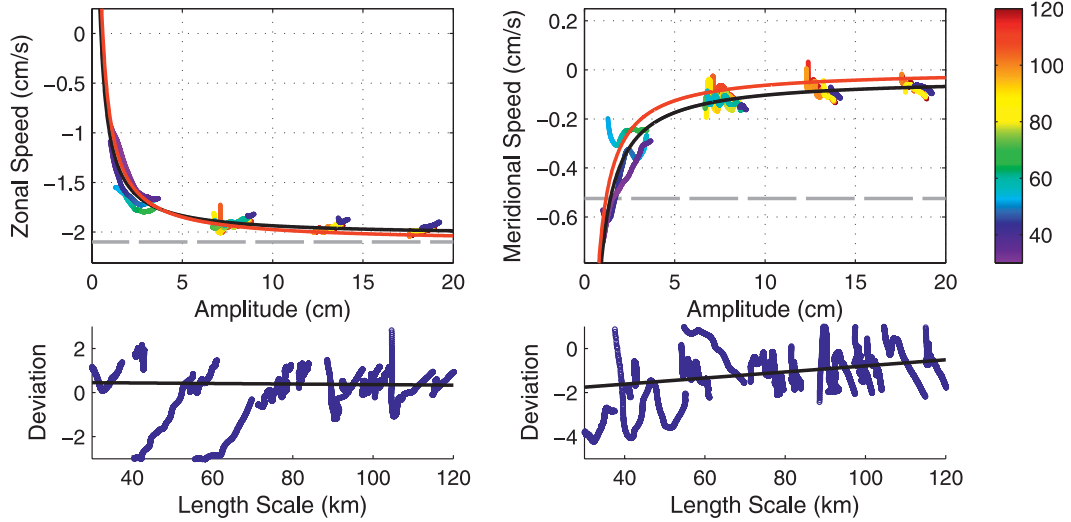 0
−0.5
−1
−1.5
−2
0 5 10 15 20
Zonal Speed (cm/s)
Amplitude (cm)
0.2
0
−0.2
−0.4
−0.6
0 5 10 15 20
Meridional Speed (cm/s)
Amplitude (cm)
120
100
80
60
40
2
0
−2
40 60 80 100 120
Deviation
Length Scale (km)
0
−2
−4
40 60 80 100 120
Deviation
Length Scale (km)